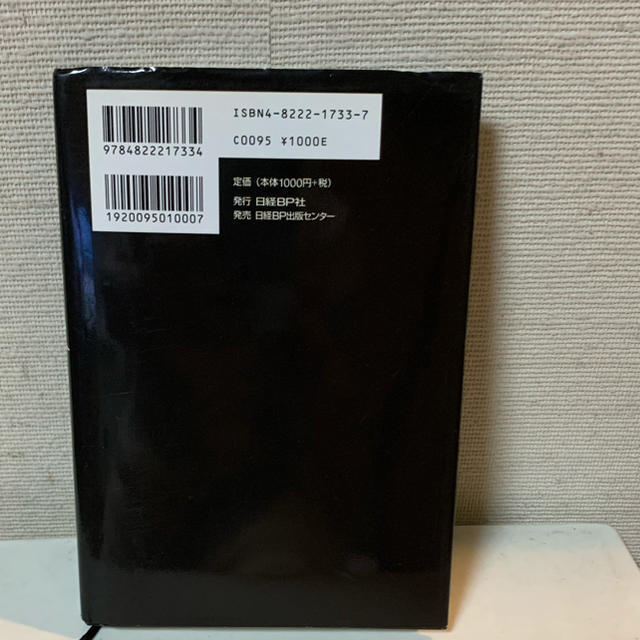 ISBN4-8222-1733-7
9784822217334
C0095 ¥1000E
1920095010007
定価 (本体1000円+税)
発行 日経BP社
発売 日経BP出版センター